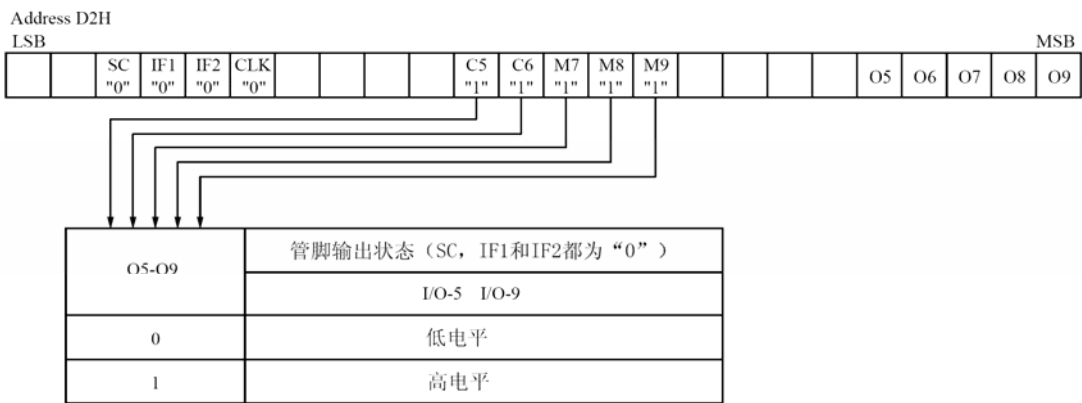 Address D2H
LSB MSB
SC IF1 IF2 CLK C5 C6 M7 M8 M9 O5 O6 O7 O8 O9
"0" "0" "0" "0" "1" "1" "1" "1" "1"
O5-O9 管脚输出状态（SC，IF1和IF2都为“0”）
I/O-5 I/O-9
0 低电平
1 高电平